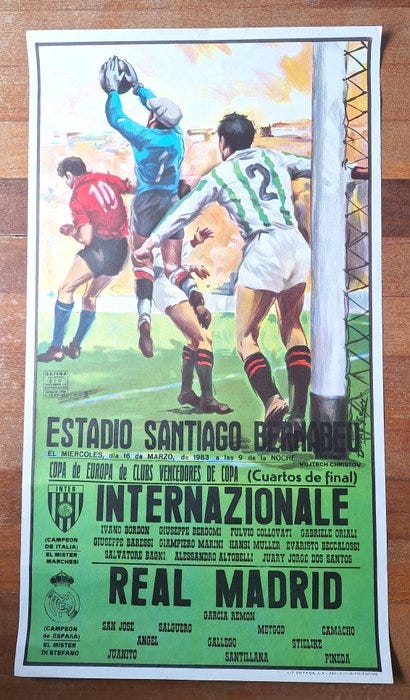 10
1
2
ORTEGA
ESTADIO SANTIAGO BERNABEU
EL MIERCOLES, día 16 de MARZO, de 1983 a las 9 de la NOCHE
VOJTECH CHRISTOV
COPA de EUROPA de CLUBS VENCEDORES DE COPA (Cuartos de final)
INTER
INTERNAZIONALE
IVANO BORDON GIUSEPPE BERGOMI FULVIO COLLOVATI GABRIELE ORIALI
GIUSEPPE BARESSI GIAMPIERO MARINI HANSI MULLER EVARISTO BECCALOSSI
SALVATORE BAGNI ALESSANDRO ALTOBELLI JUARY JORGE DOS SANTOS
(CAMPEON
DE ITALIA)
EL MISTER
MARCHESI
REAL MADRID
GARCIA REMON
SAN JOSE SALGUERO METGOD CAMACHO
ANGEL GALLEGO STIELIKE
JUANITO SANTILLANA PINEDA
(CAMPEON
de ESPAÑA)
EL MISTER
DI STEFANO